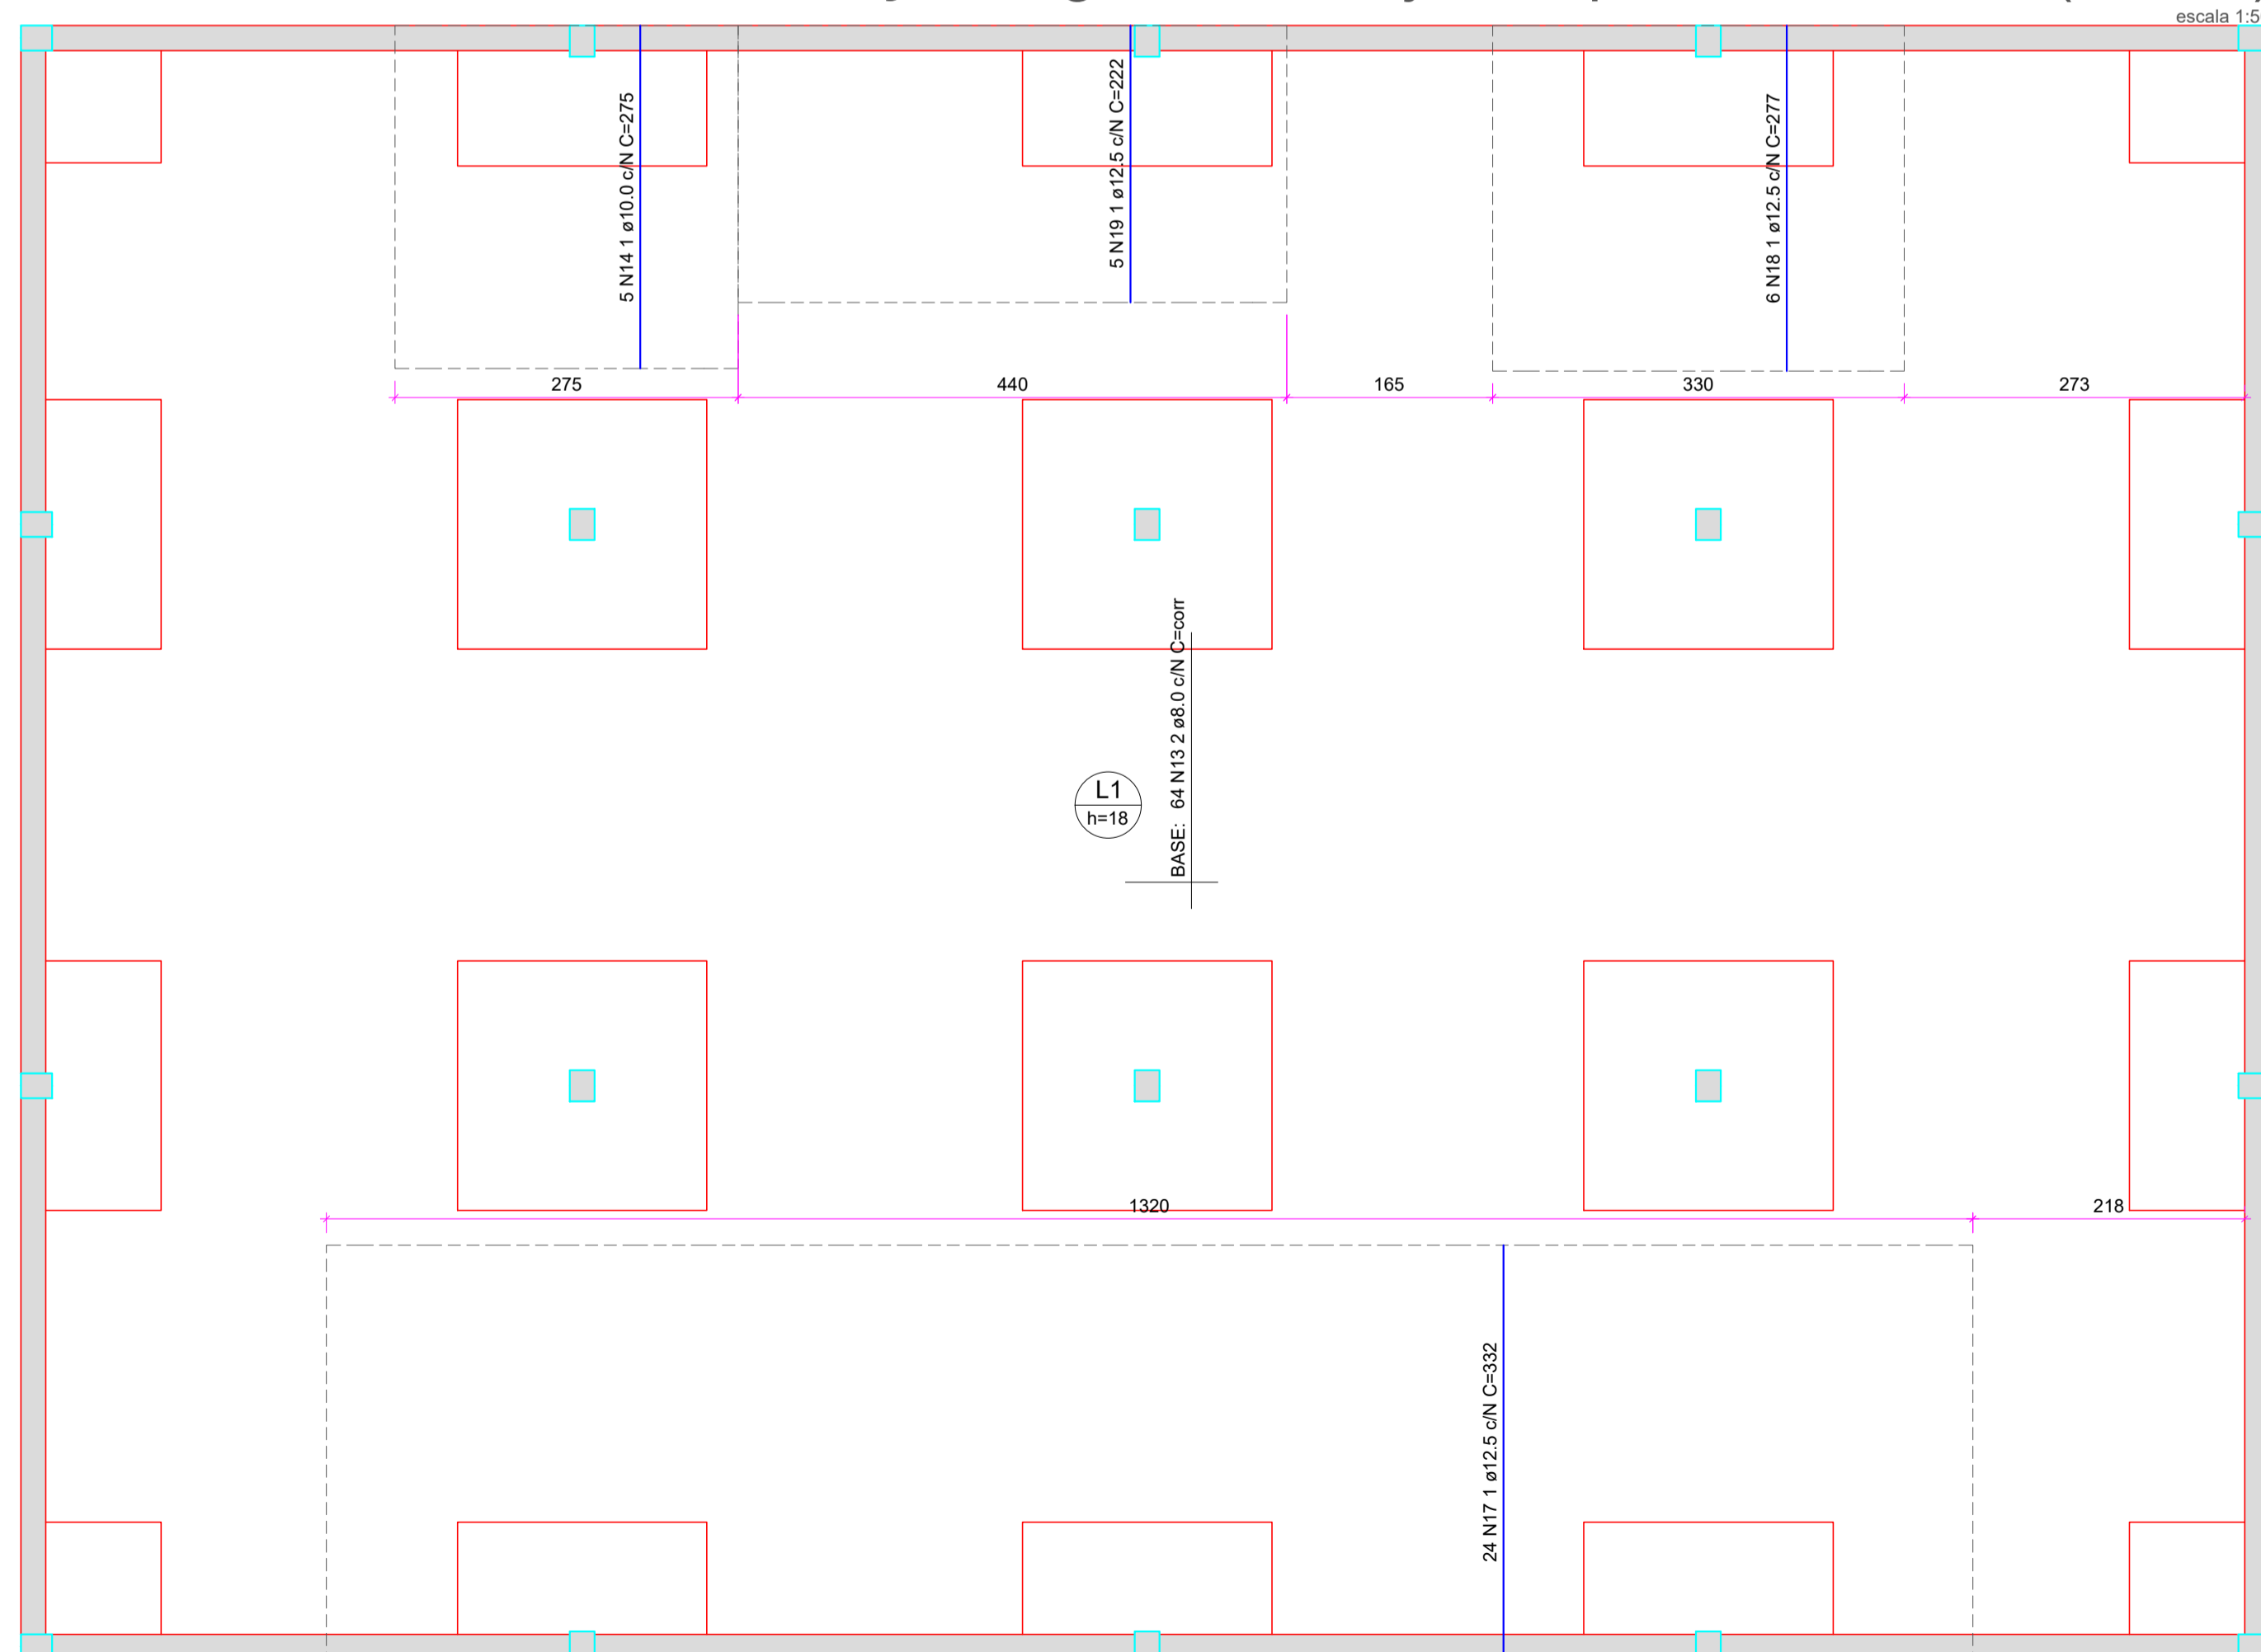 escala 1:5
5 N14 1 ø10.0 c/N C=275
5 N19 1 ø12.5 c/N C=222
6 N18 1 ø12.5 c/N C=277
275
440
165
330
273
BASE: 64 N13 2 ø8.0 c/N C=corr
L1
h=18
1320
218
24 N17 1 ø12.5 c/N C=332